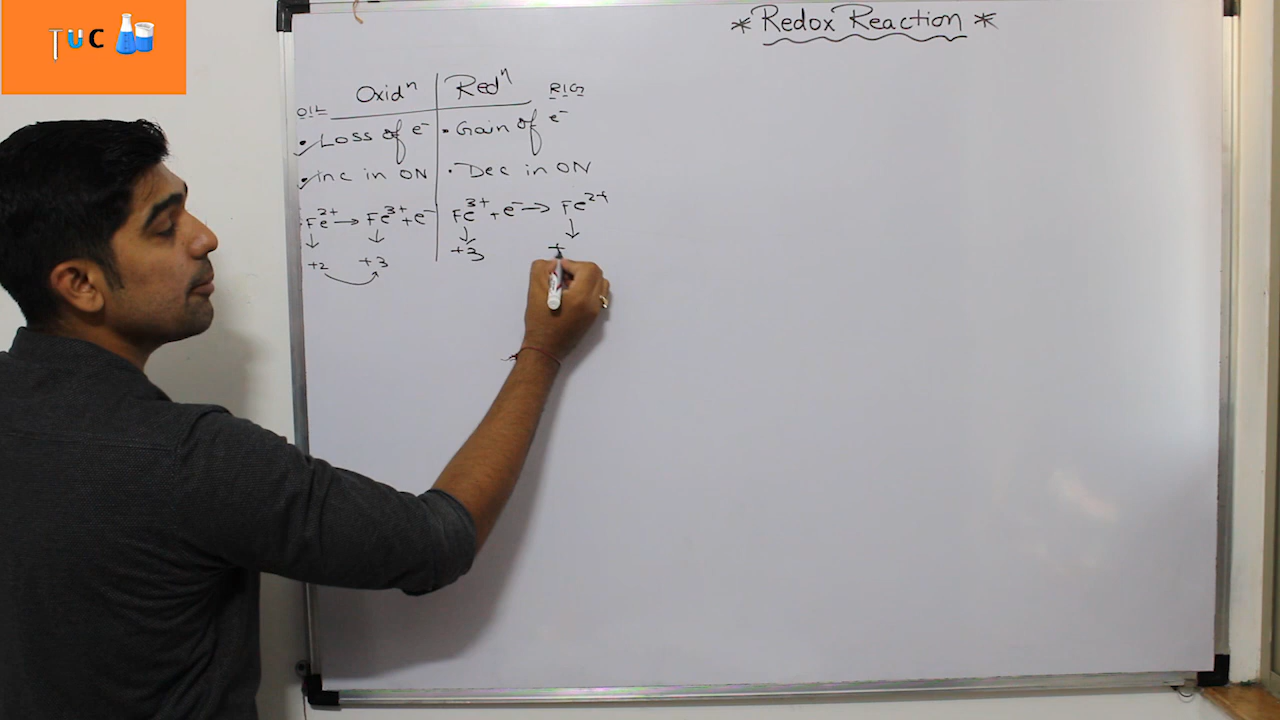 TUC
* Redox Reaction *
Oxidⁿ Redⁿ
OIL RIG
• Loss of e⁻ • Gain of e⁻
• Inc in ON • Dec in ON
Fe²⁺ → Fe³⁺ + e⁻ Fe³⁺ + e⁻ → Fe²⁺
↓ ↓ ↓ ↓
+2 +3 +3 +